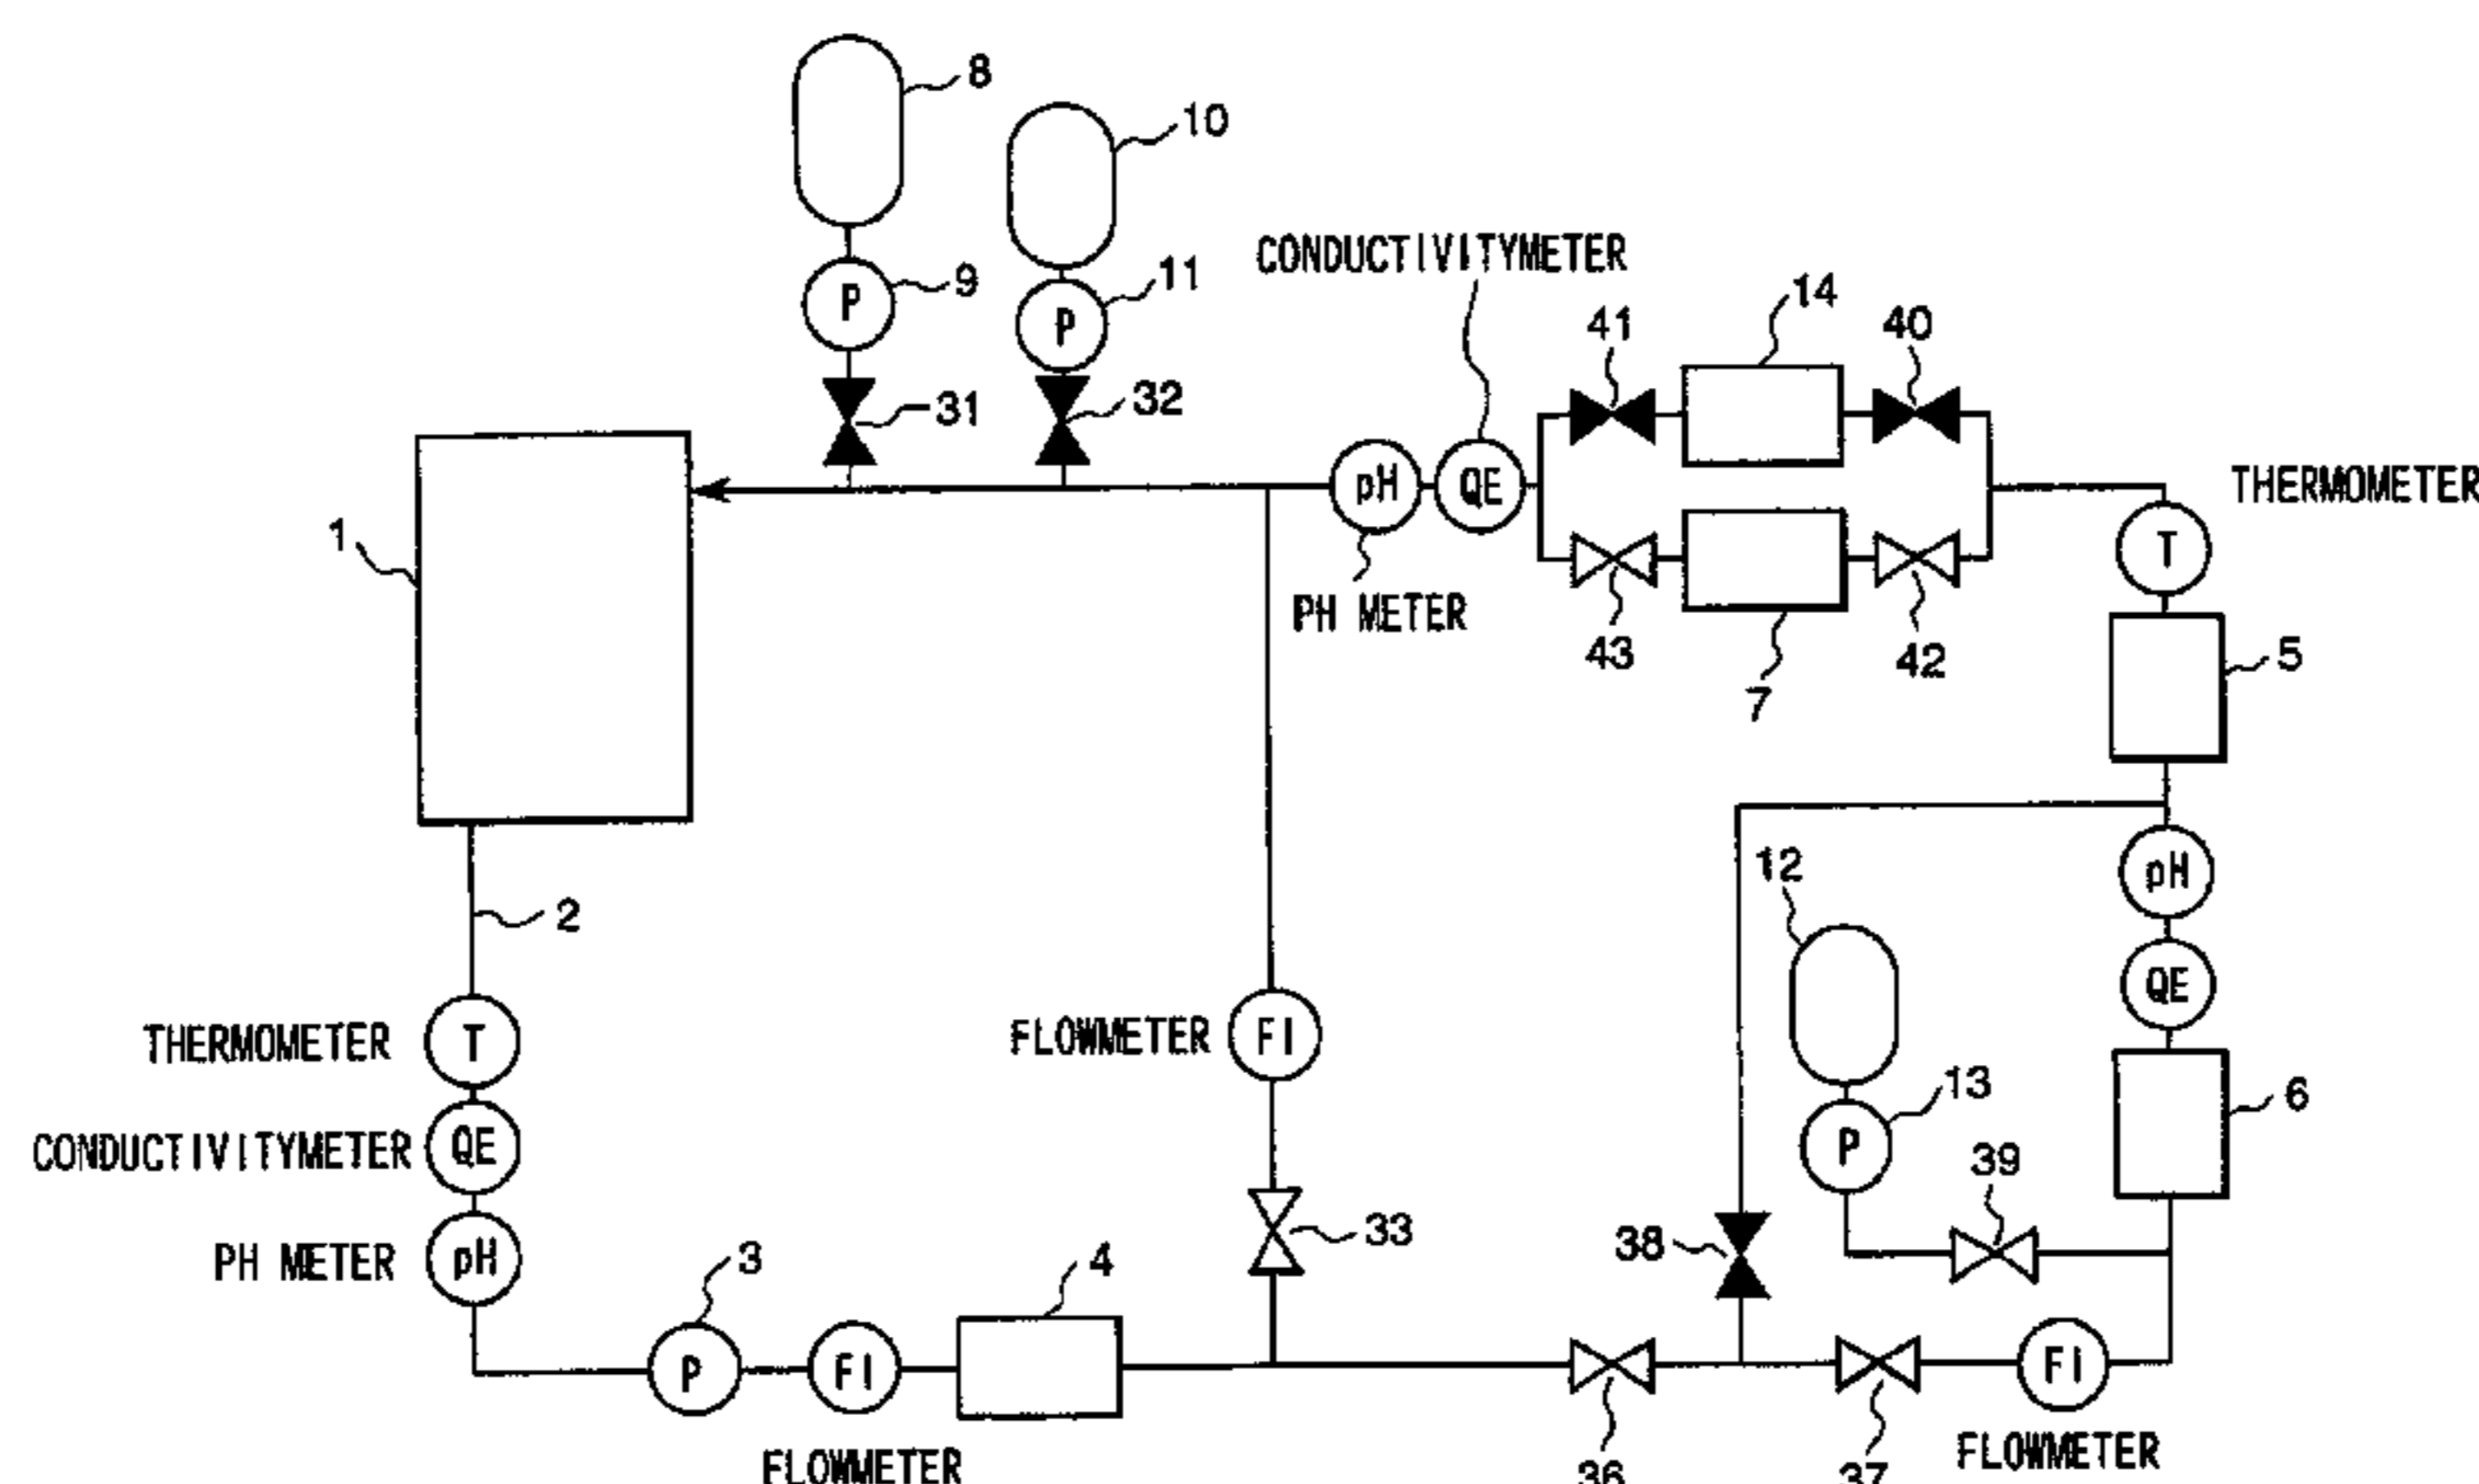 8
10
CONDUCTIVITYMETER
P 9
P 11
14
41
40
31
32
pH QE
THERMOMETER
T
1
PH METER
43
42
7
5
12
pH
2
QE
THERMOMETER T
FLOWMETER FI
13
6
P
CONDUCTIVITYMETER QE
39
33
38
PH METER pH
3
4
P FI
FI
FLOWMETER
36
37
FLOWMETER